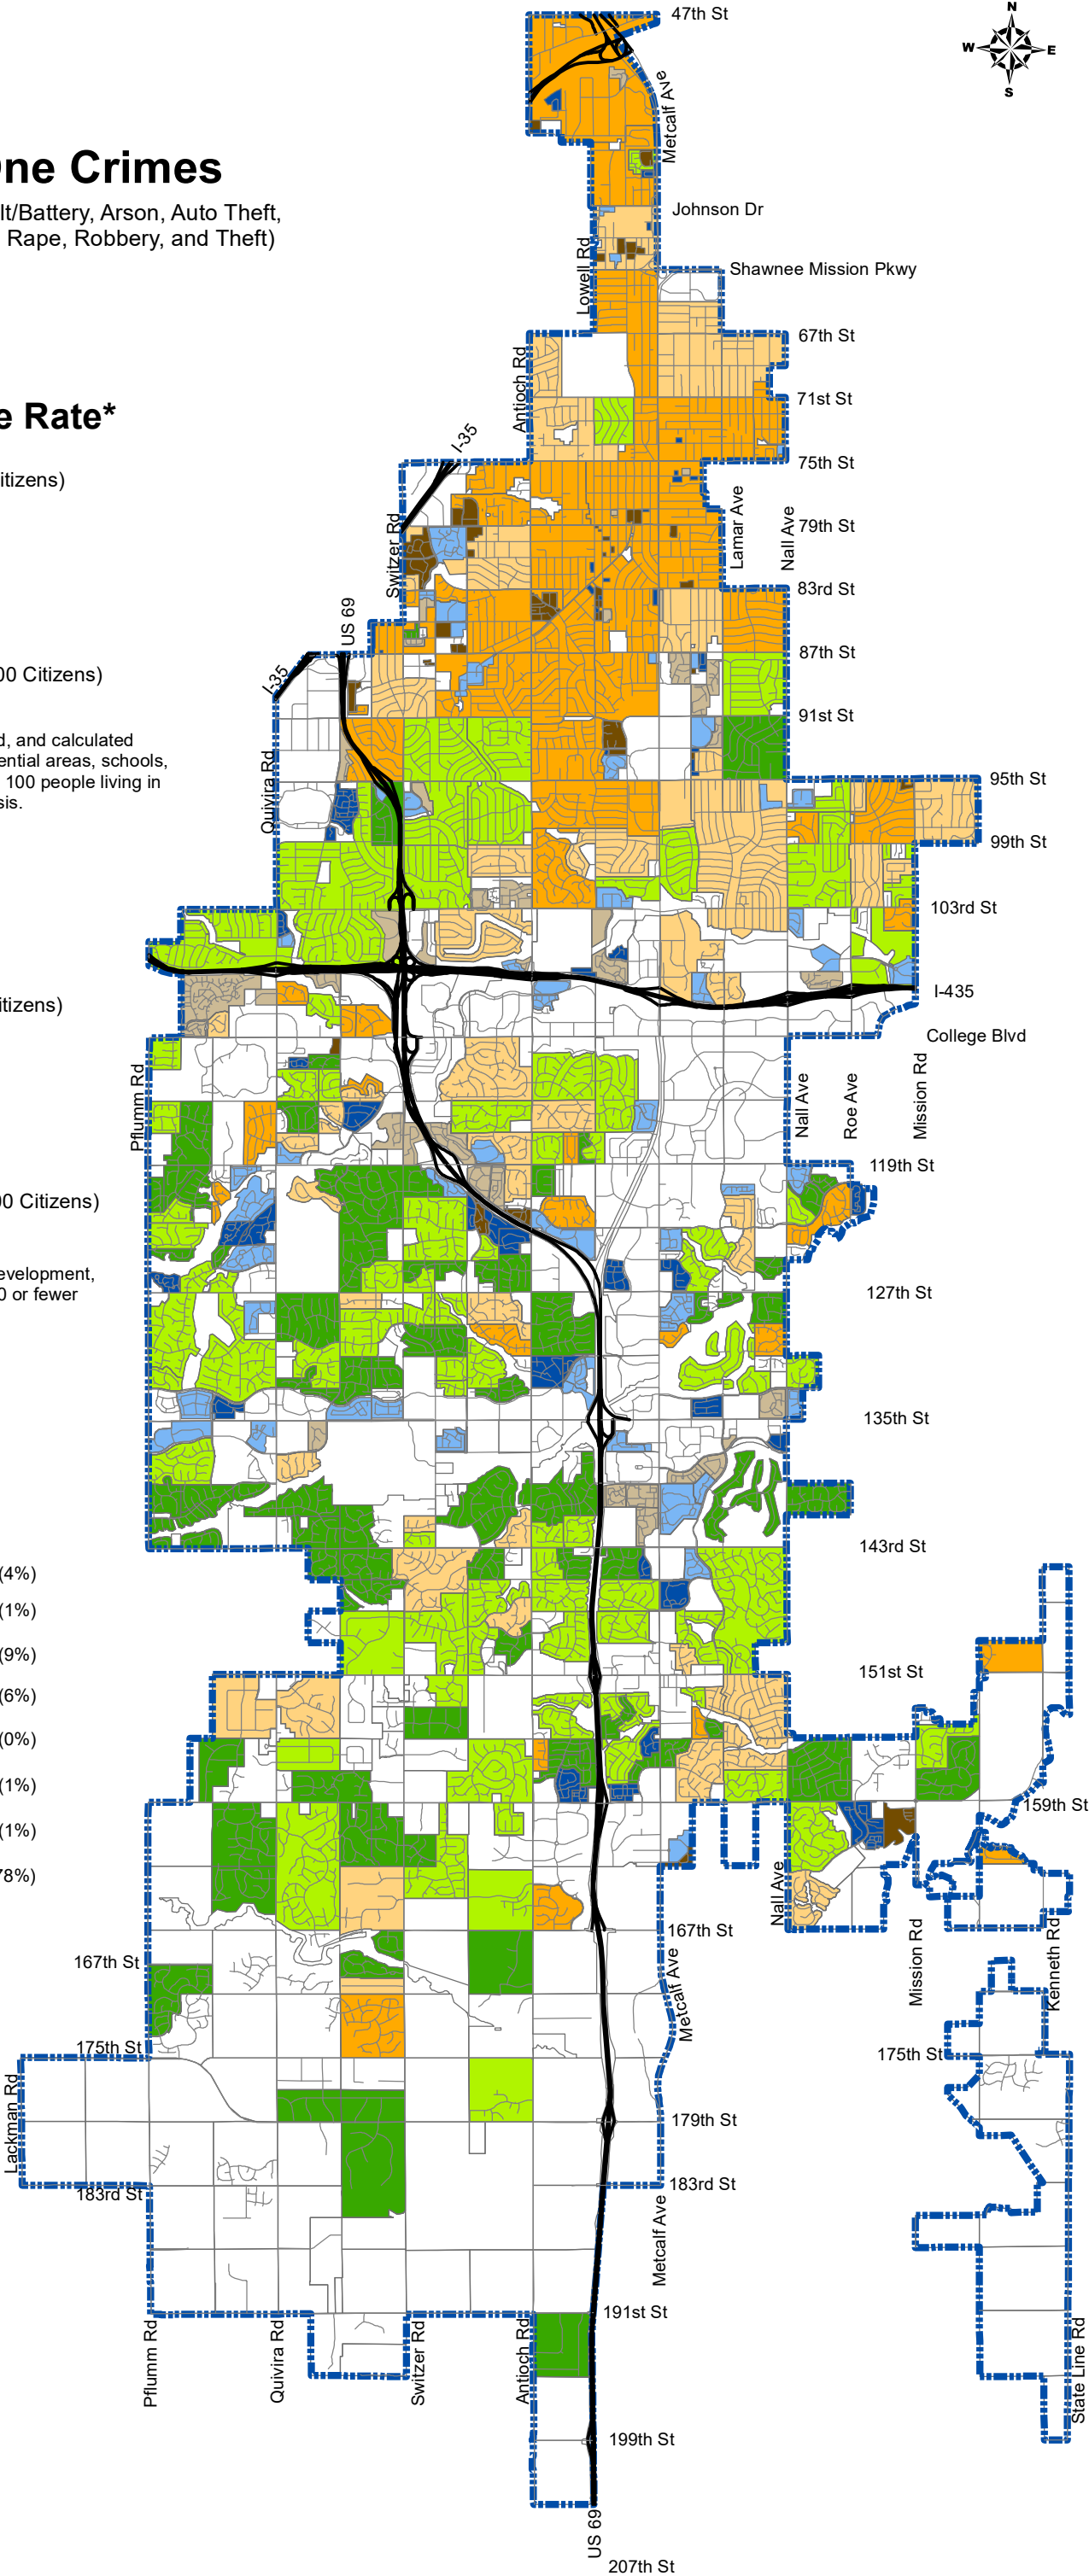 47th St
N
W
E
S
Metcalf Ave
One Crimes
lt/Battery, Arson, Auto Theft,
Rape, Robbery, and Theft)
Johnson Dr
Lowell Rd
Shawnee Mission Pkwy
67th St
Antioch Rd
71st St
e Rate*
I-35
75th St
itizens)
Switzer Rd
Lamar Ave
Nall Ave
79th St
83rd St
US 69
87th St
00 Citizens)
I-35
91st St
d, and calculated
ential areas, schools,
100 people living in
sis.
Quivira Rd
95th St
99th St
103rd St
I-435
itizens)
College Blvd
Pflumm Rd
Nall Ave
Roe Ave
Mission Rd
119th St
00 Citizens)
evelopment,
0 or fewer
127th St
135th St
143rd St
(4%)
(1%)
(9%)
151st St
(6%)
(0%)
(1%)
159th St
(1%)
78%)
Nall Ave
167th St
167th St
Mission Rd
Kenneth Rd
Metcalf Ave
175th St
175th St
Lackman Rd
179th St
183rd St
183rd St
Metcalf Ave
191st St
Pflumm Rd
Quivira Rd
Switzer Rd
Antioch Rd
State Line Rd
199th St
US 69
207th St